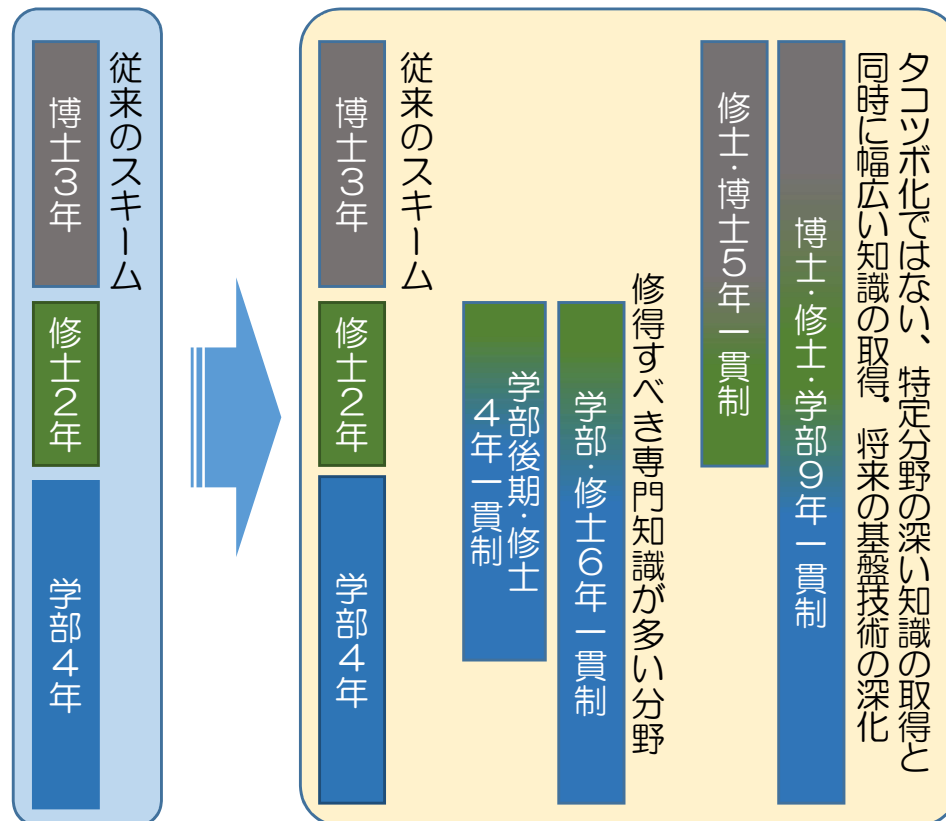 従来のスキーム
博士3年
修士2年
学部4年
従来のスキーム
博士3年
修士2年
学部4年
学部後期・修士
4年一貫制
学部・修士6年一貫制
修得すべき専門知識が多い分野
修士・博士5年一貫制
博士・修士・学部9年一貫制
タコツボ化ではない、特定分野の深い知識の取得と
同時に幅広い知識の取得．将来の基盤技術の深化